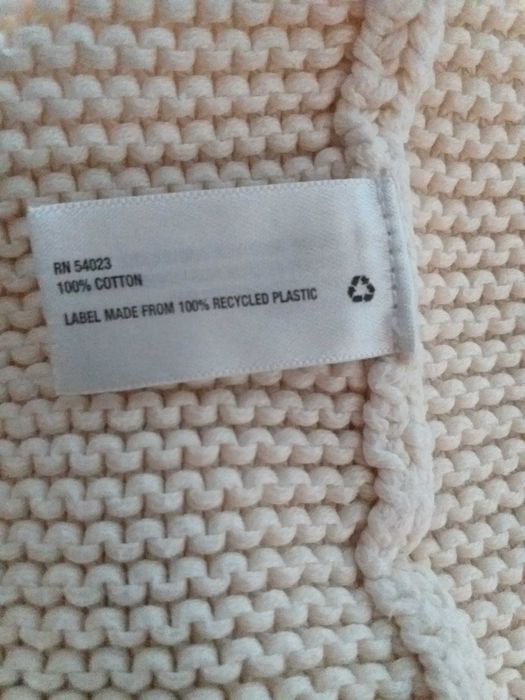 RN 54023
100% COTTON
LABEL MADE FROM 100% RECYCLED PLASTIC